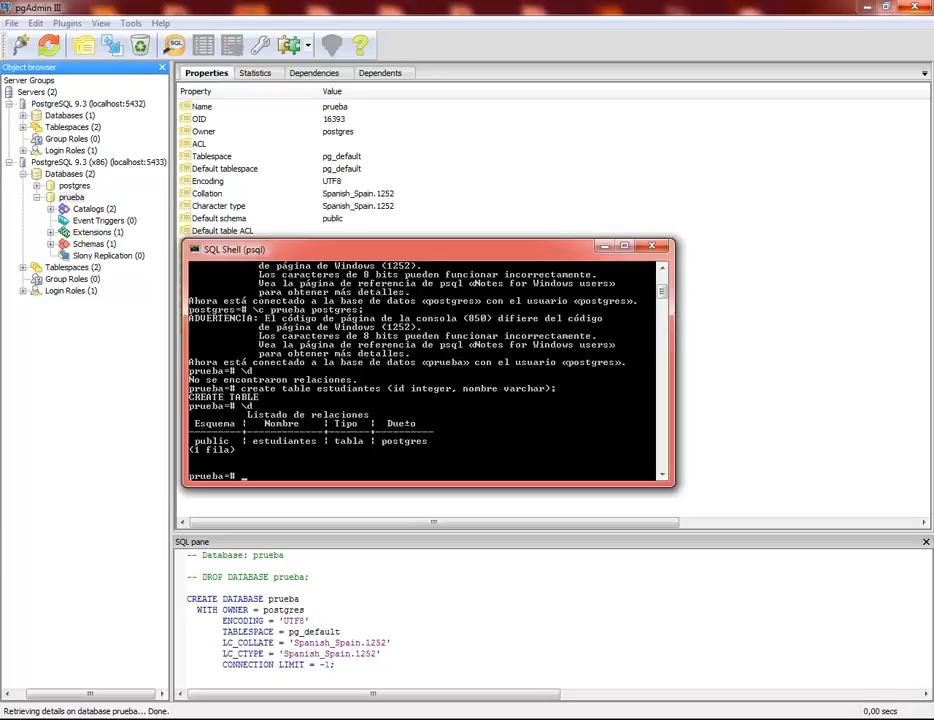 pgAdmin III
File Edit Plugins View Tools Help
SQL
Object browser
Server Groups
Servers (2)
PostgreSQL 9.3 (localhost:5432)
Databases (1)
Tablespaces (2)
Group Roles (0)
Login Roles (1)
PostgreSQL 9.3 (x86) (localhost:5433)
Databases (2)
postgres
prueba
Catalogs (2)
Event Triggers (0)
Extensions (1)
Schemas (1)
Slony Replication (0)
Tablespaces (2)
Group Roles (0)
Login Roles (1)
Properties Statistics Dependencies Dependents
Property Value
Name prueba
OID 16393
Owner postgres
ACL
Tablespace pg_default
Default tablespace pg_default
Encoding UTF8
Collation Spanish_Spain.1252
Character type Spanish_Spain.1252
Default schema public
Default table ACL
SQL Shell (psql)
de página de Windows (1252).
Los caracteres de 8 bits pueden funcionar incorrectamente.
Vea la página de referencia de psql «Notes for Windows users»
para obtener más detalles.
Ahora está conectado a la base de datos «postgres» con el usuario «postgres».
postgres=# \c prueba postgres;
ADVERTENCIA: El código de página de la consola (850) difiere del código
de página de Windows (1252).
Los caracteres de 8 bits pueden funcionar incorrectamente.
Vea la página de referencia de psql «Notes for Windows users»
para obtener más detalles.
Ahora está conectado a la base de datos «prueba» con el usuario «postgres».
prueba=# \d
No se encontraron relaciones.
prueba=# create table estudiantes (id integer, nombre varchar);
CREATE TABLE
prueba=# \d
Listado de relaciones
Esquema | Nombre | Tipo | Due±o
---------+-------------+-------+----------
public | estudiantes | tabla | postgres
(1 fila)
prueba=# _
SQL pane
-- Database: prueba
-- DROP DATABASE prueba;
CREATE DATABASE prueba
WITH OWNER = postgres
ENCODING = 'UTF8'
TABLESPACE = pg_default
LC_COLLATE = 'Spanish_Spain.1252'
LC_CTYPE = 'Spanish_Spain.1252'
CONNECTION LIMIT = -1;
Retrieving details on database prueba... Done. 0,00 secs